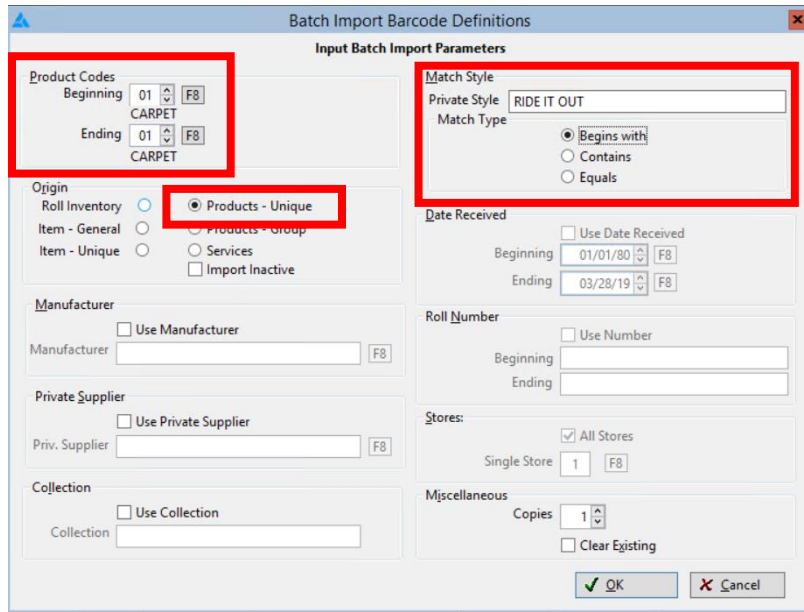 Batch Import Barcode Definitions
Input Batch Import Parameters
Product Codes
Beginning 01 F8
CARPET
Ending 01 F8
CARPET
Origin
Roll Inventory Products - Unique
Item - General Products - Group
Item - Unique Services
Import Inactive
Manufacturer
Use Manufacturer
Manufacturer F8
Private Supplier
Use Private Supplier
Priv. Supplier F8
Collection
Use Collection
Collection
Match Style
Private Style RIDE IT OUT
Match Type
Begins with
Contains
Equals
Date Received
Use Date Received
Beginning 01/01/80 F8
Ending 03/28/19 F8
Roll Number
Use Number
Beginning
Ending
Stores:
All Stores
Single Store 1 F8
Miscellaneous
Copies 1
Clear Existing
OK Cancel